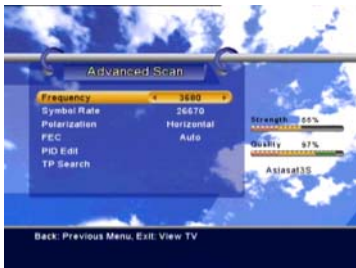 Advanced Scan
Frequency 3680
Symbol Rate 26670
Polarization Horizontal
FEC Auto
PID Edit
TP Search
Strength 86%
Quality 97%
Asiasat3S
Back: Previous Menu, Exit: View TV